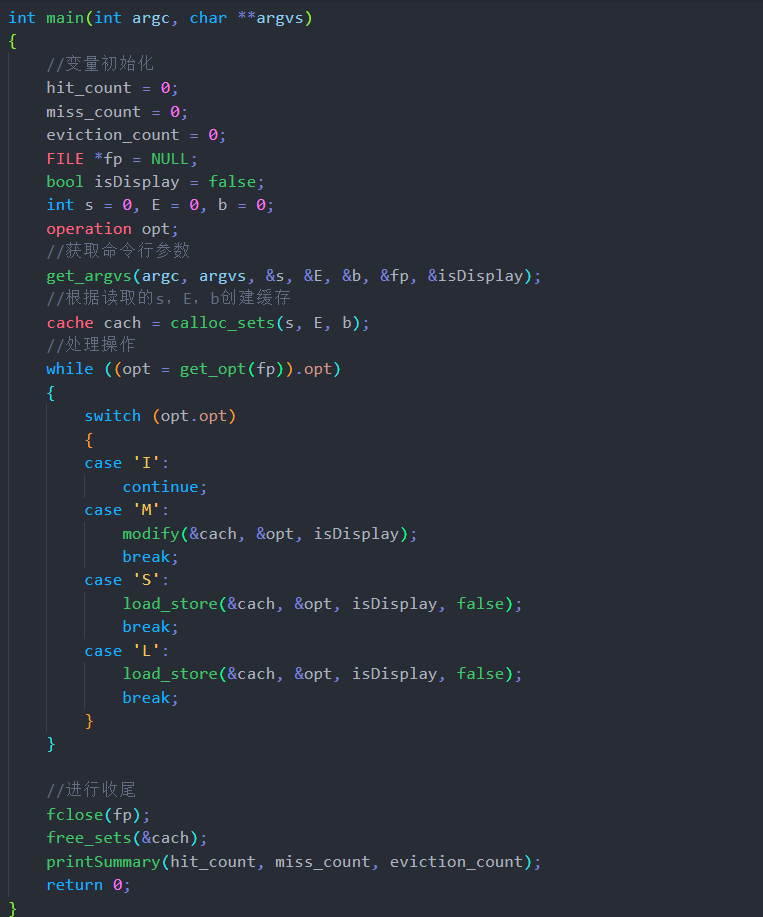 int main(int argc, char **argvs)
{
    //变量初始化
    hit_count = 0;
    miss_count = 0;
    eviction_count = 0;
    FILE *fp = NULL;
    bool isDisplay = false;
    int s = 0, E = 0, b = 0;
    operation opt;
    //获取命令行参数
    get_argvs(argc, argvs, &s, &E, &b, &fp, &isDisplay);
    //根据读取的s，E，b创建缓存
    cache cach = calloc_sets(s, E, b);
    //处理操作
    while ((opt = get_opt(fp)).opt)
    {
        switch (opt.opt)
        {
        case 'I':
            continue;
        case 'M':
            modify(&cach, &opt, isDisplay);
            break;
        case 'S':
            load_store(&cach, &opt, isDisplay, false);
            break;
        case 'L':
            load_store(&cach, &opt, isDisplay, false);
            break;
        }
    }

    //进行收尾
    fclose(fp);
    free_sets(&cach);
    printSummary(hit_count, miss_count, eviction_count);
    return 0;
}